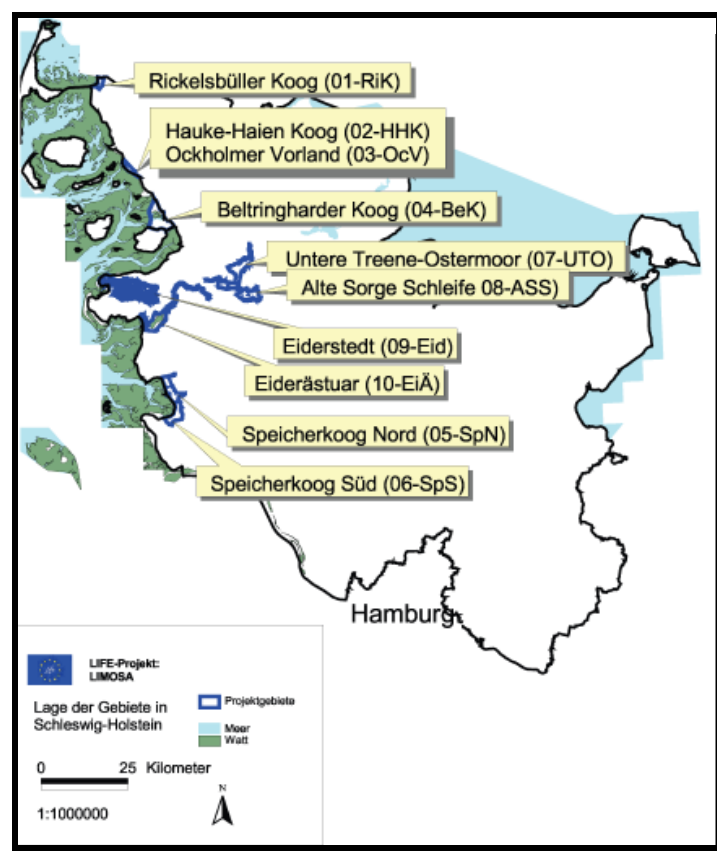 Rickelsbüller Koog (01-RiK)
Hauke-Haien Koog (02-HHK)
Ockholmer Vorland (03-OcV)
Beltringharder Koog (04-BeK)
Untere Treene-Ostermoor (07-UTO)
Alte Sorge Schleife 08-ASS)
Eiderstedt (09-Eid)
Eiderästuar (10-EiÄ)
Speicherkoog Nord (05-SpN)
Speicherkoog Süd (06-SpS)
Hamburg
LIFE-Projekt:
LIMOSA
Lage der Gebiete in
Schleswig-Holstein
Projektgebiete
Meer
Watt
0 25 Kilometer
1:1000000
N